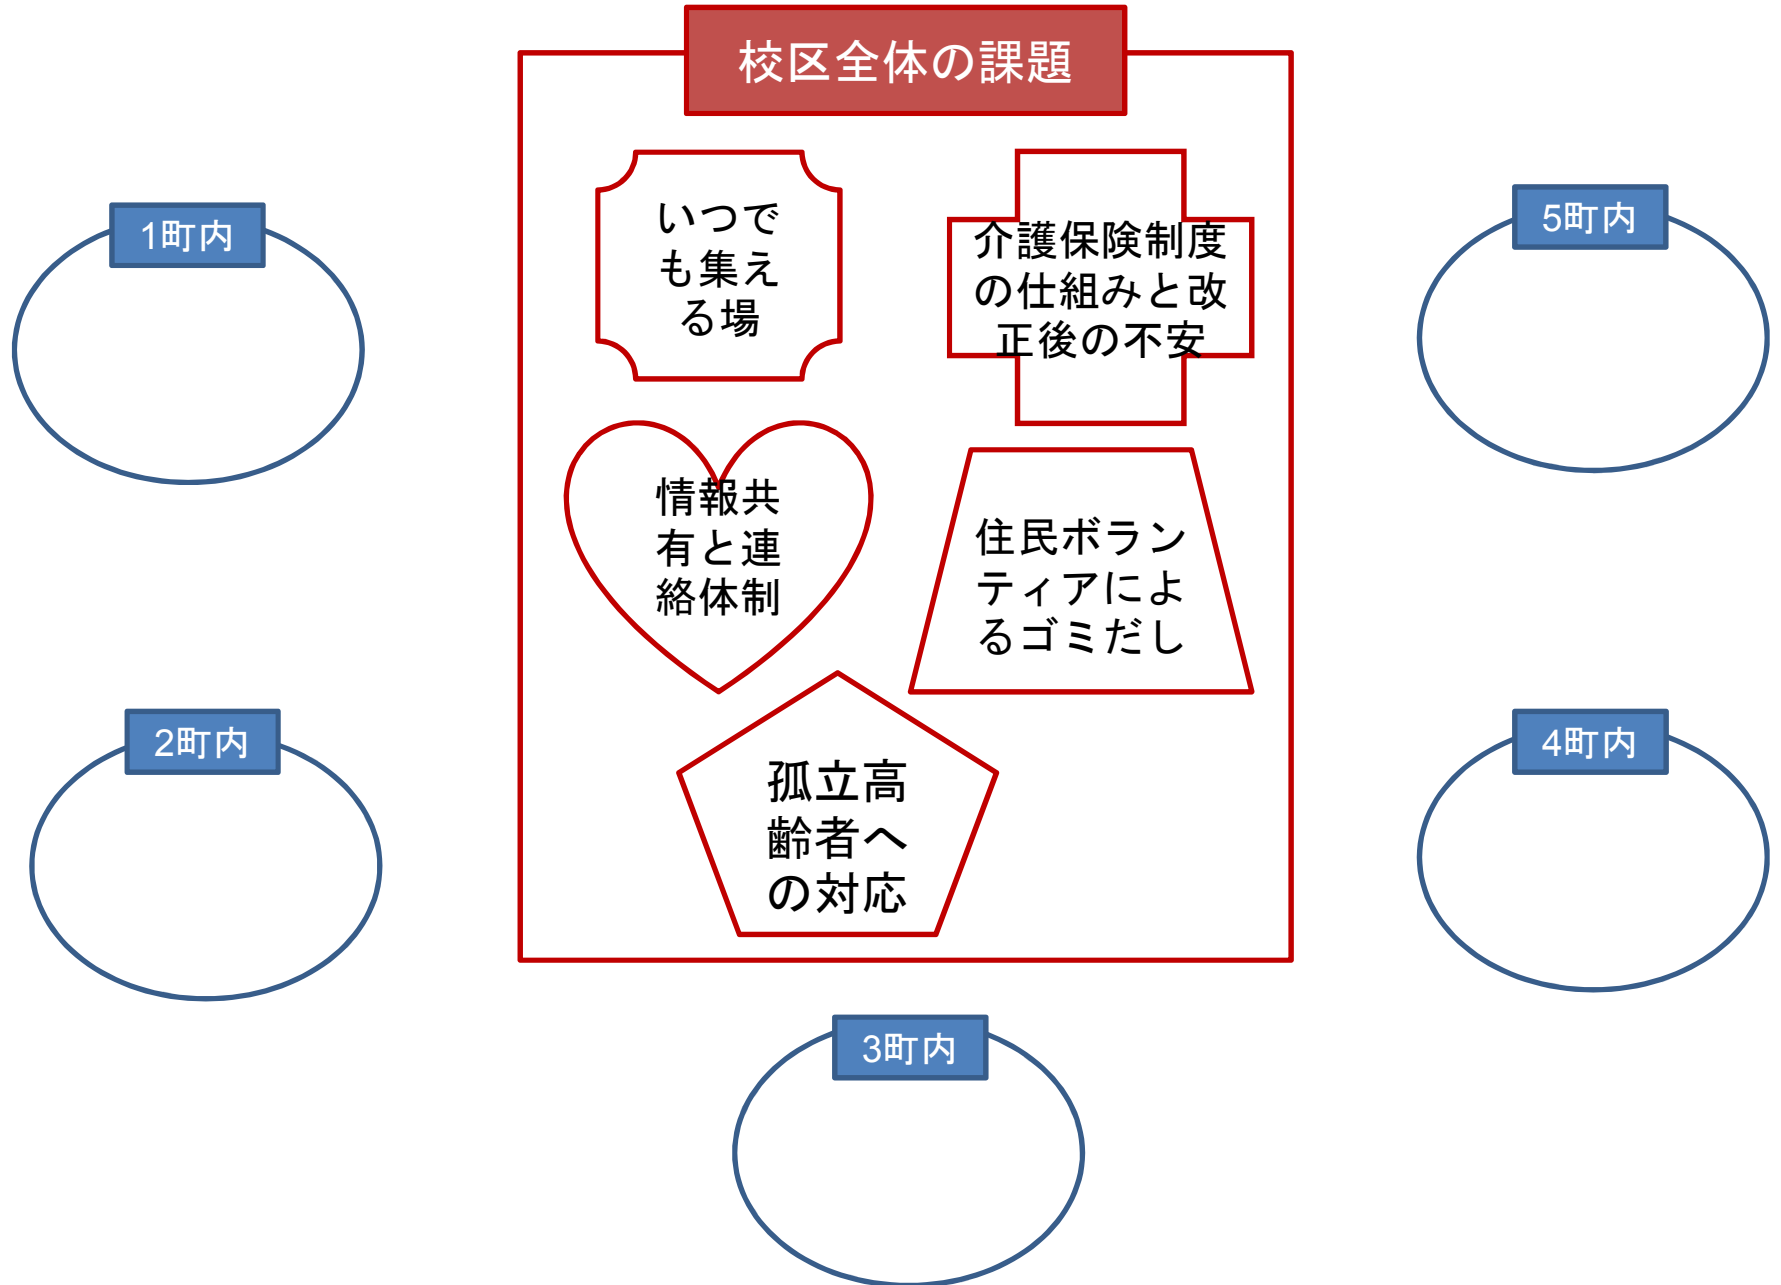 校区全体の課題
いつで
も集え
る場
介護保険制度
の仕組みと改
正後の不安
情報共
有と連
絡体制
住民ボラン
ティアによ
るゴミだし
孤立高
齢者へ
の対応
1町内
5町内
2町内
4町内
3町内